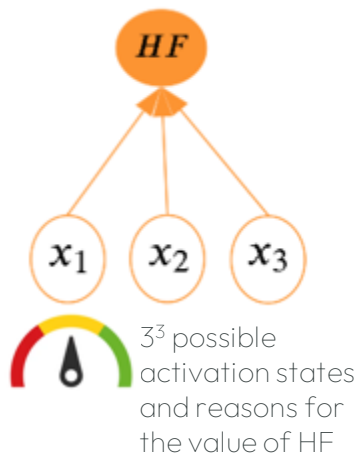 HF
x₁ x₂ x₃
3³ possible
activation states
and reasons for
the value of HF